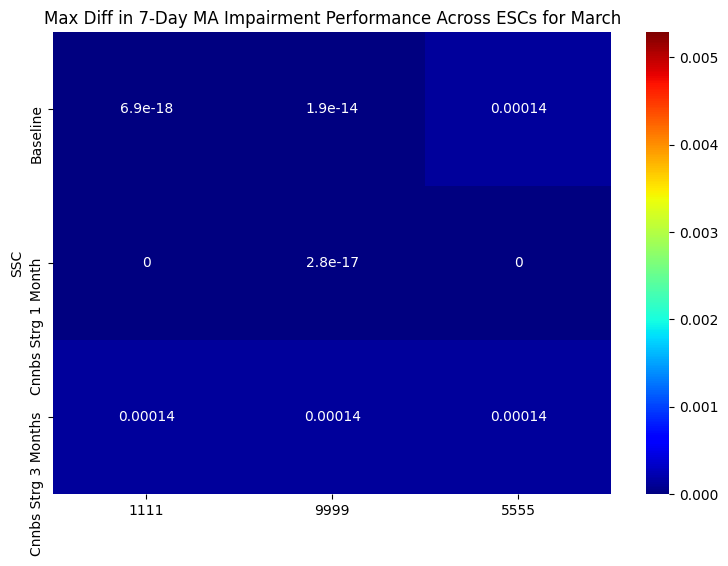 Max Diff in 7-Day MA Impairment Performance Across ESCs for March
SSC
Baseline
Cnnbs Strg 1 Month
Cnnbs Strg 3 Months
6.9e-18 1.9e-14 0.00014
0 2.8e-17 0
0.00014 0.00014 0.00014
1111 9999 5555
0.005
0.004
0.003
0.002
0.001
0.000